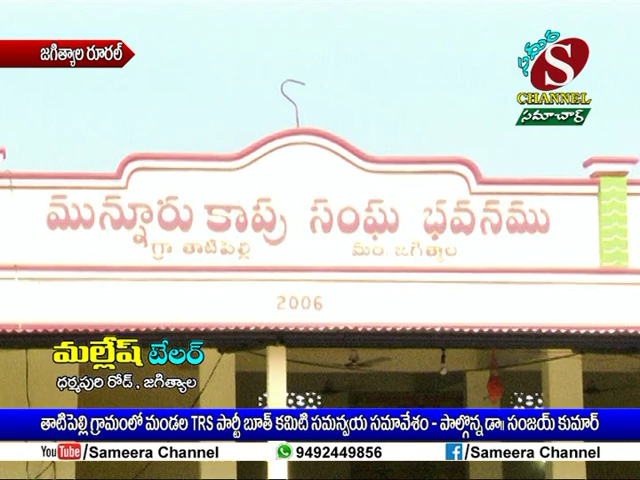 జగిత్యాల రూరల్
సమీర
S
CHANNEL
సమాచార్
మున్నూరు కాపు సంఘ భవనము
గ్రా తాటిపెల్లి మం. జగిత్యాల
2006
మల్లేష్ టేలర్
ధర్మపురి రోడ్, జగిత్యాల
తాటిపెల్లి గ్రామంలో మండల TRS పార్టీ బూత్ కమిటి సమన్వయ సమావేశం - పాల్గొన్న డా॥ సంజయ్ కుమార్
YouTube/Sameera Channel 9492449856 f/Sameera Channel